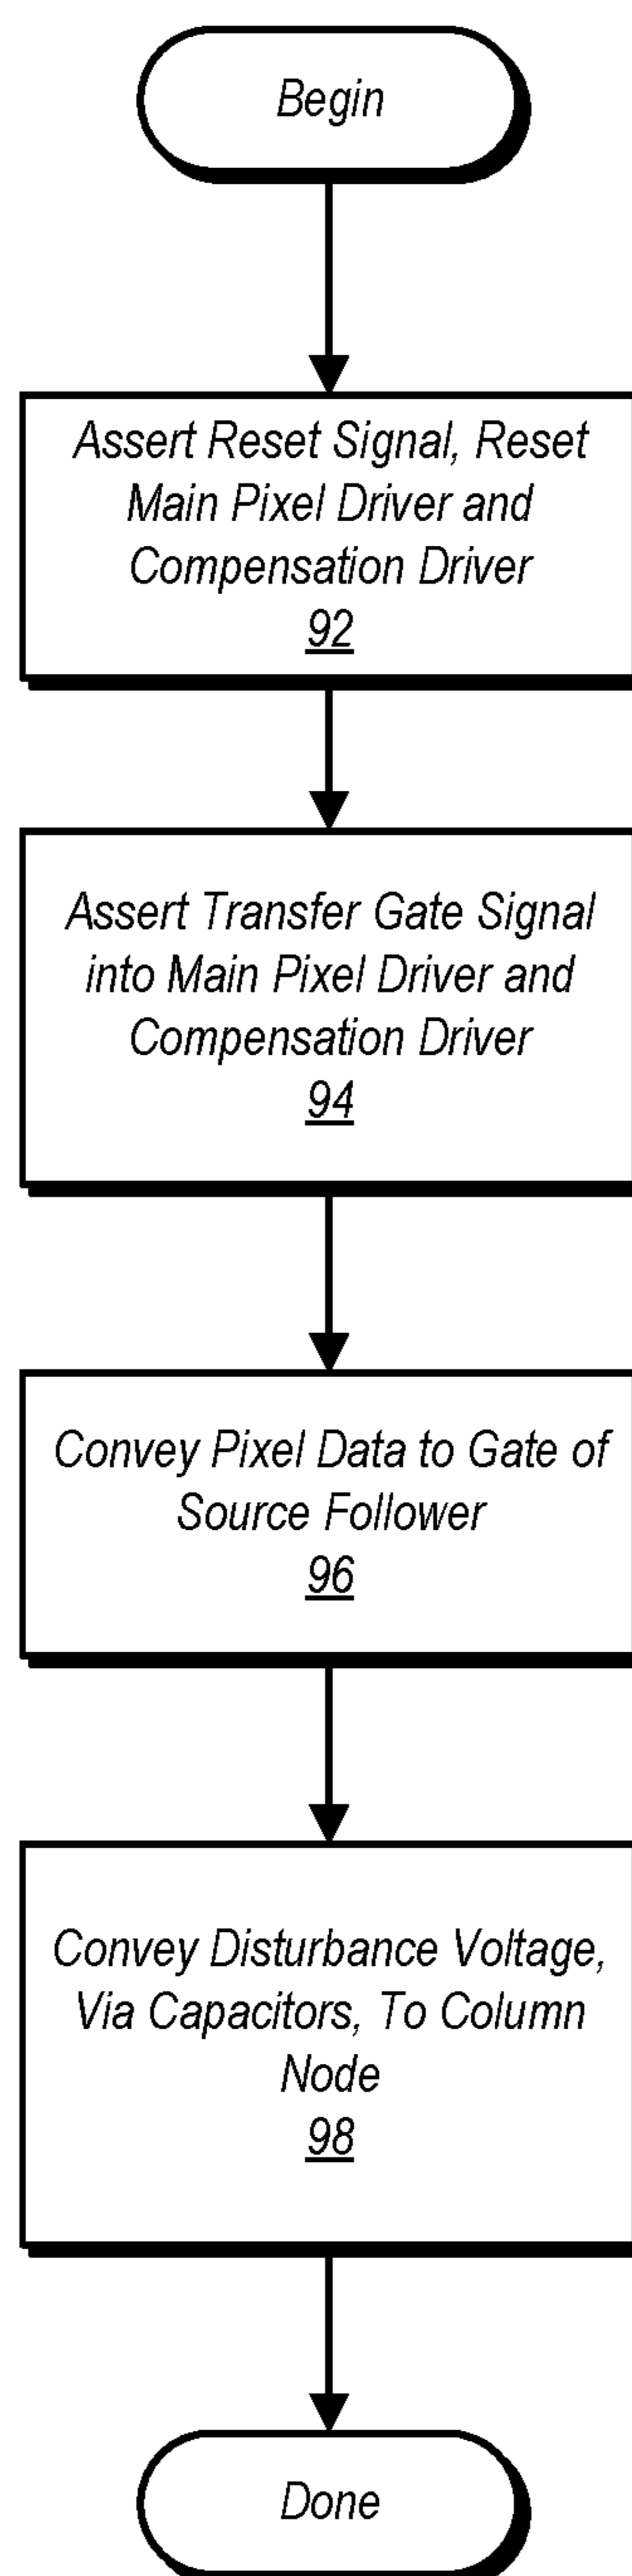 Begin
Assert Reset Signal, Reset
Main Pixel Driver and
Compensation Driver
92
Assert Transfer Gate Signal
into Main Pixel Driver and
Compensation Driver
94
Convey Pixel Data to Gate of
Source Follower
96
Convey Disturbance Voltage,
Via Capacitors, To Column
Node
98
Done